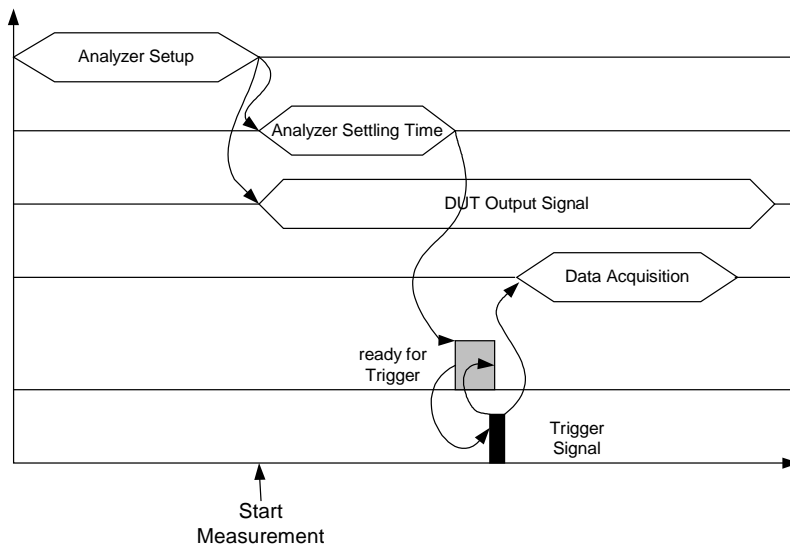 Analyzer Setup
Analyzer Settling Time
DUT Output Signal
Data Acquisition
ready for
Trigger
Trigger
Signal
Start
Measurement